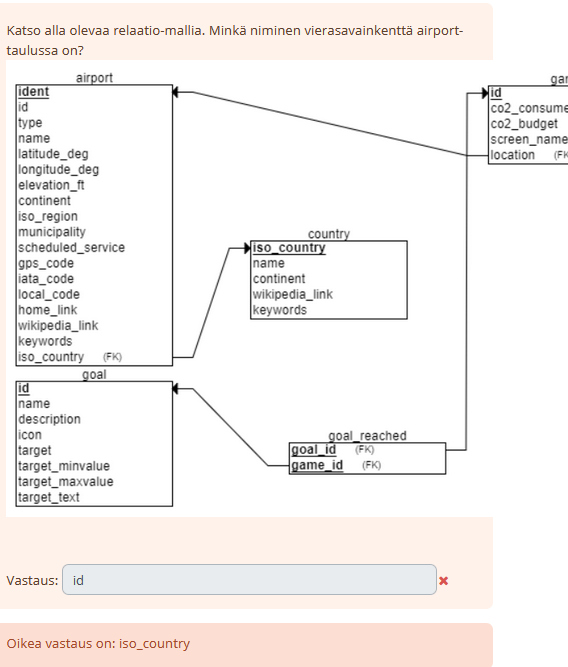 Katso alla olevaa relaatio-mallia. Minkä niminen vierasavainkenttä airport-
taulussa on?
airport
ident
id
type
name
latitude_deg
longitude_deg
elevation_ft
continent
iso_region
municipality
scheduled_service
gps_code
iata_code
local_code
home_link
wikipedia_link
keywords
iso_country (FK)
gar
id
co2_consume
co2_budget
screen_name
location (FK
country
iso_country
name
continent
wikipedia_link
keywords
goal
id
name
description
icon
target
target_minvalue
target_maxvalue
target_text
goal_reached
goal_id (FK)
game_id (FK)
Vastaus: id
Oikea vastaus on: iso_country